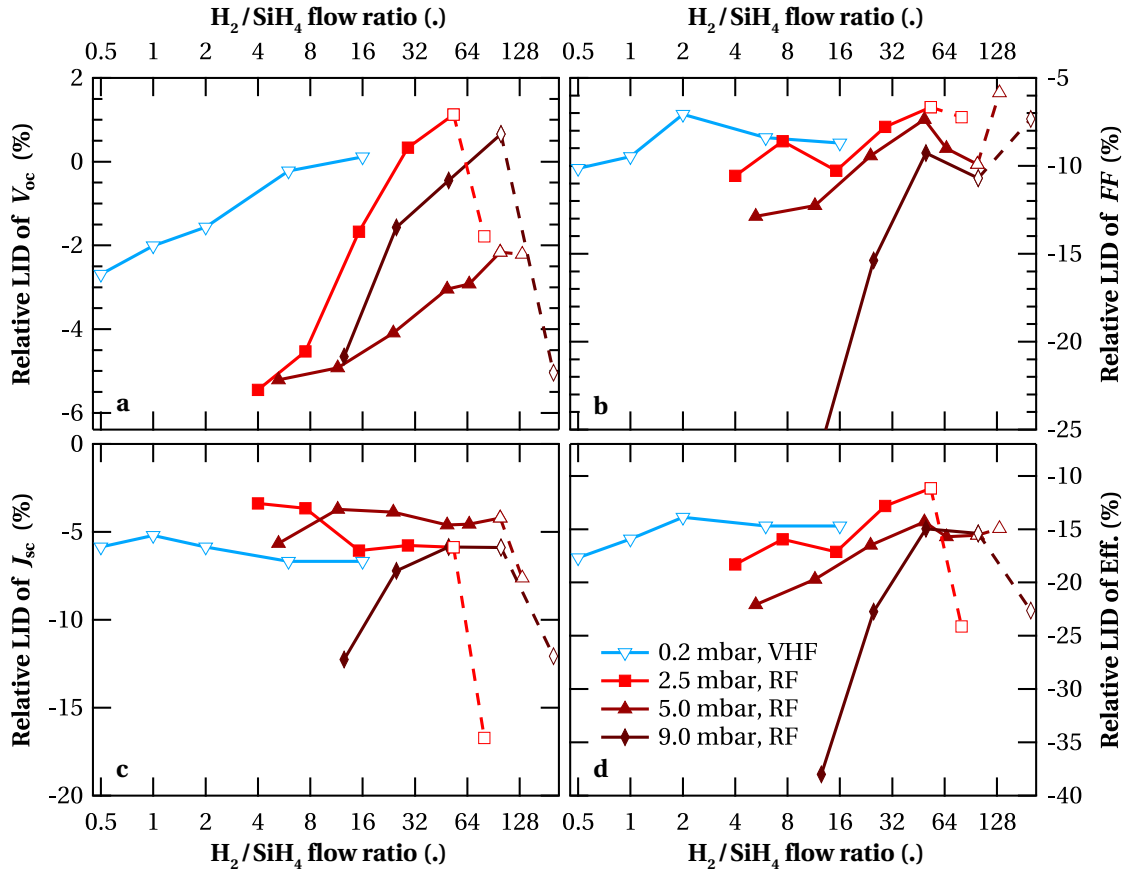 H2/SiH4 flow ratio (.)
H2/SiH4 flow ratio (.)
0.5 1 2 4 8 16 32 64 128
0.5 1 2 4 8 16 32 64 128
Relative LID of Voc (%)
2
0
-2
-4
-6
a
b
-5
-10
-15
-20
-25
Relative LID of FF (%)
Relative LID of Jsc (%)
0
-5
-10
-15
-20
c
d
0.2 mbar, VHF
2.5 mbar, RF
5.0 mbar, RF
9.0 mbar, RF
-10
-15
-20
-25
-30
-35
-40
Relative LID of Eff. (%)
0.5 1 2 4 8 16 32 64 128
0.5 1 2 4 8 16 32 64 128
H2/SiH4 flow ratio (.)
H2/SiH4 flow ratio (.)